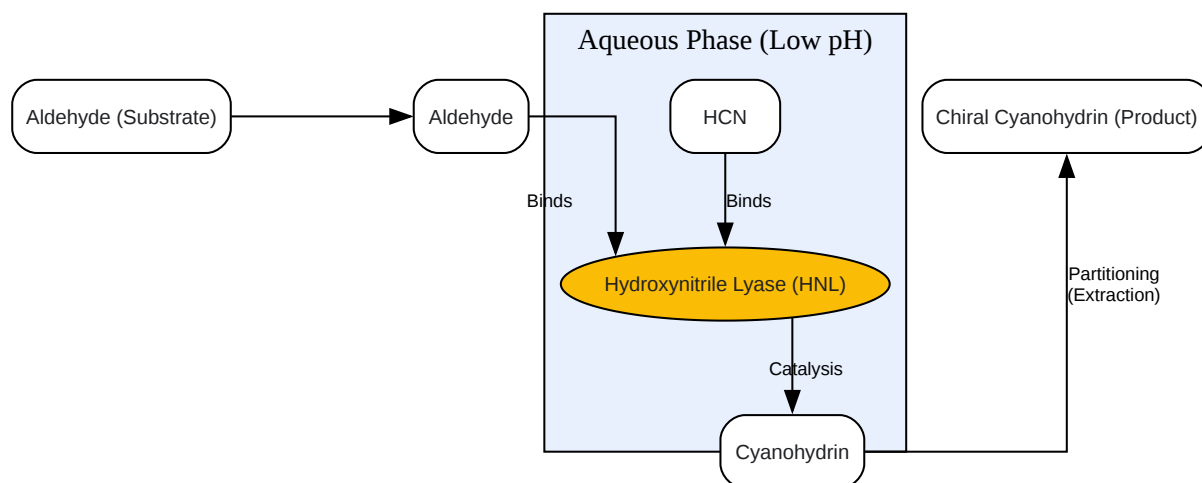 Aqueous Phase (Low pH)
Aldehyde (Substrate)
Aldehyde
HCN
Chiral Cyanohydrin (Product)
Binds
Binds
Hydroxynitrile Lyase (HNL)
Partitioning
(Extraction)
Catalysis
Cyanohydrin